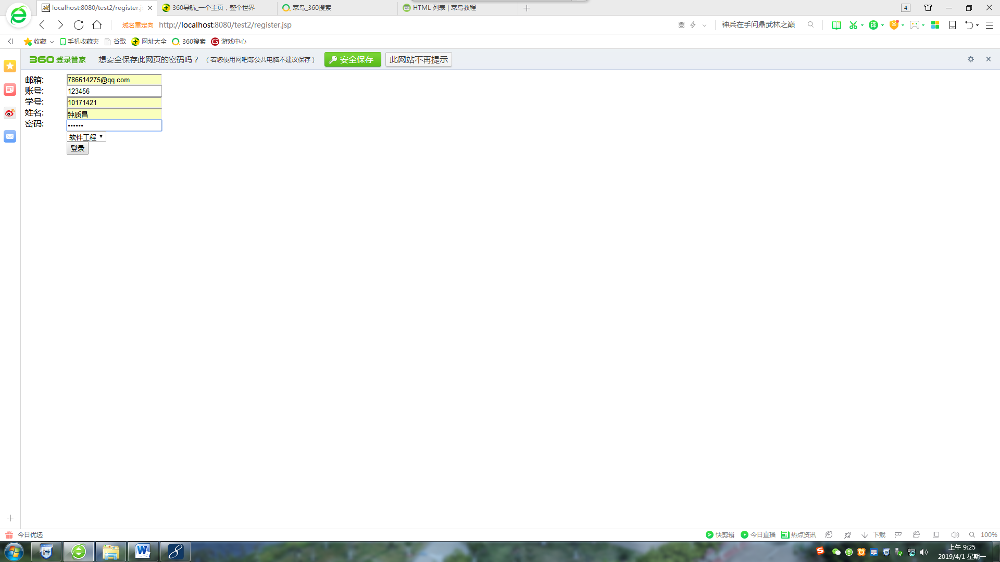 localhost:8080/test2/register.j
360导航_一个主页，整个世界
菜鸟_360搜索
HTML 列表 | 菜鸟教程
4
域名重定向 http://localhost:8080/test2/register.jsp
神兵在手问鼎武林之巅
译
收藏
手机收藏夹
谷歌
网址大全
360搜索
游戏中心
360 登录管家
想安全保存此网页的密码吗？（若您使用网吧等公共电脑不建议保存）
安全保存
此网站不再提示
邮箱: 786614275@qq.com
账号: 123456
学号: 10171421
姓名: 钟质昌
密码: ••••••
软件工程
登录
今日优选
快剪辑
今日直播
热点资讯
下载
100%
上午 9:25
2019/4/1 星期一